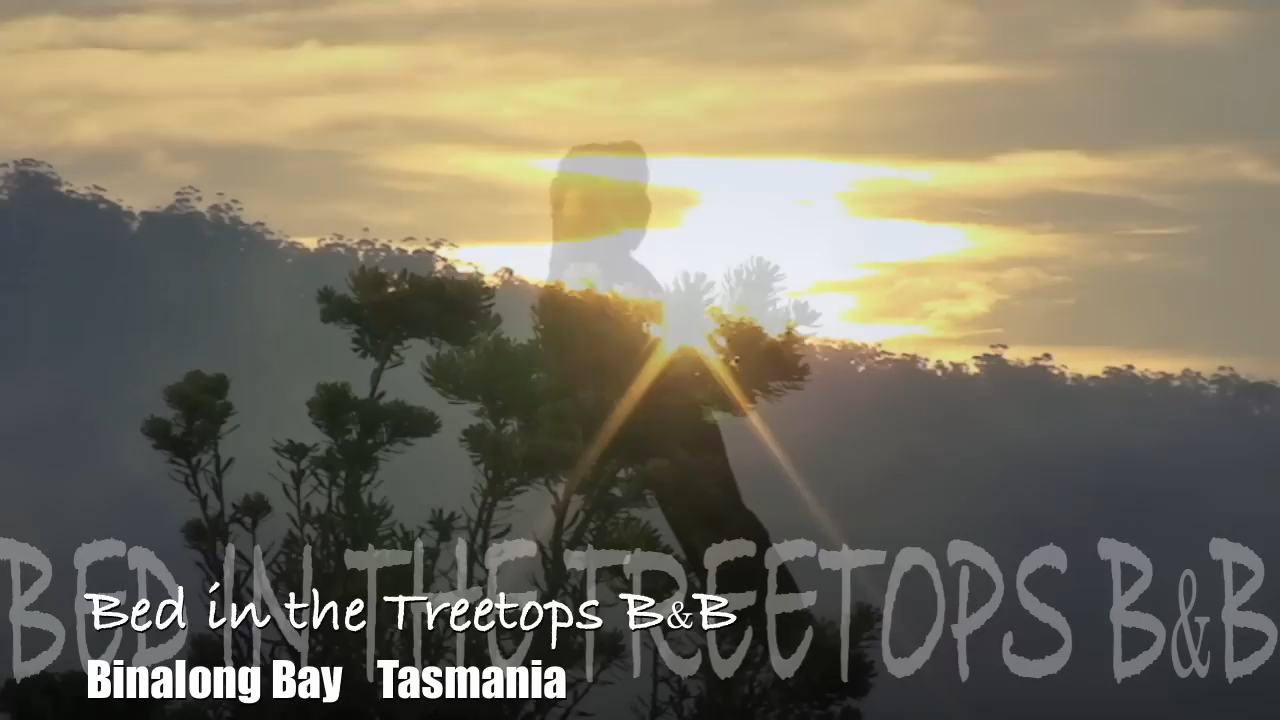 BED IN THE TREETOPS B&B
Bed in the Treetops B&B
Binalong Bay Tasmania